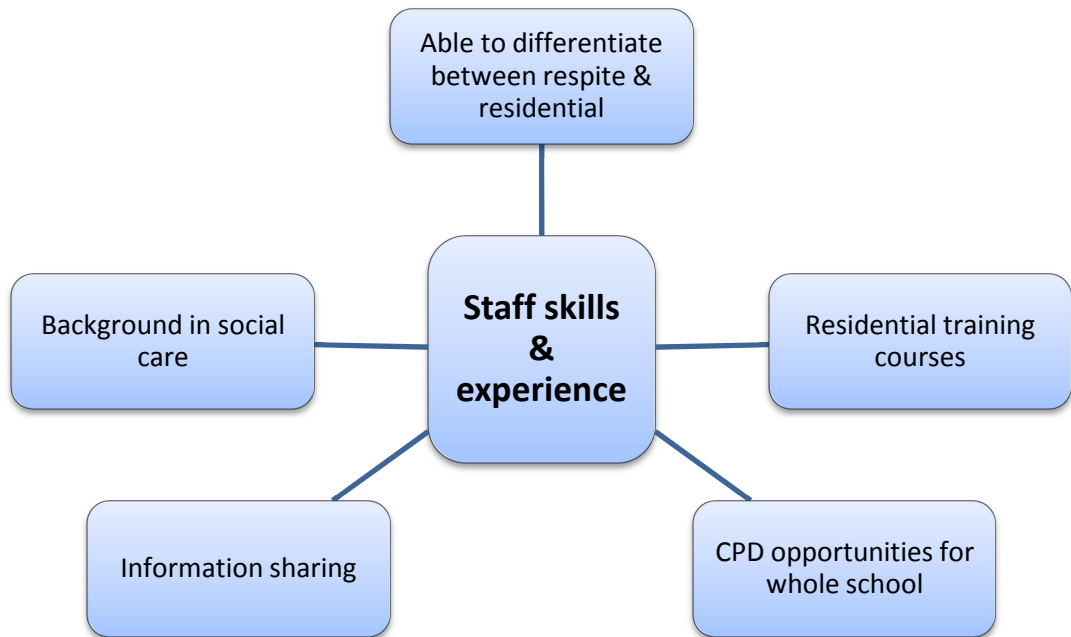 Able to differentiate
between respite &
residential
Background in social
care
Staff skills
&
experience
Residential training
courses
Information sharing
CPD opportunities for
whole school